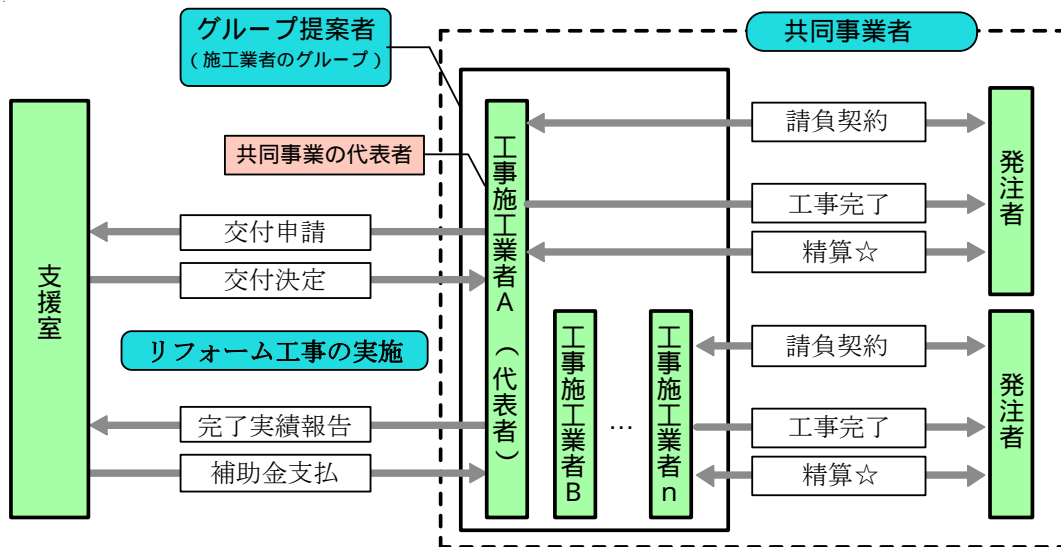 グループ提案者
（施工業者のグループ）
共同事業者
共同事業の代表者
支援室
交付申請
交付決定
リフォーム工事の実施
完了実績報告
補助金支払
工事施工業者A（代表者）
工事施工業者B
…
工事施工業者n
請負契約
工事完了
精算☆
発注者
請負契約
工事完了
精算☆
発注者